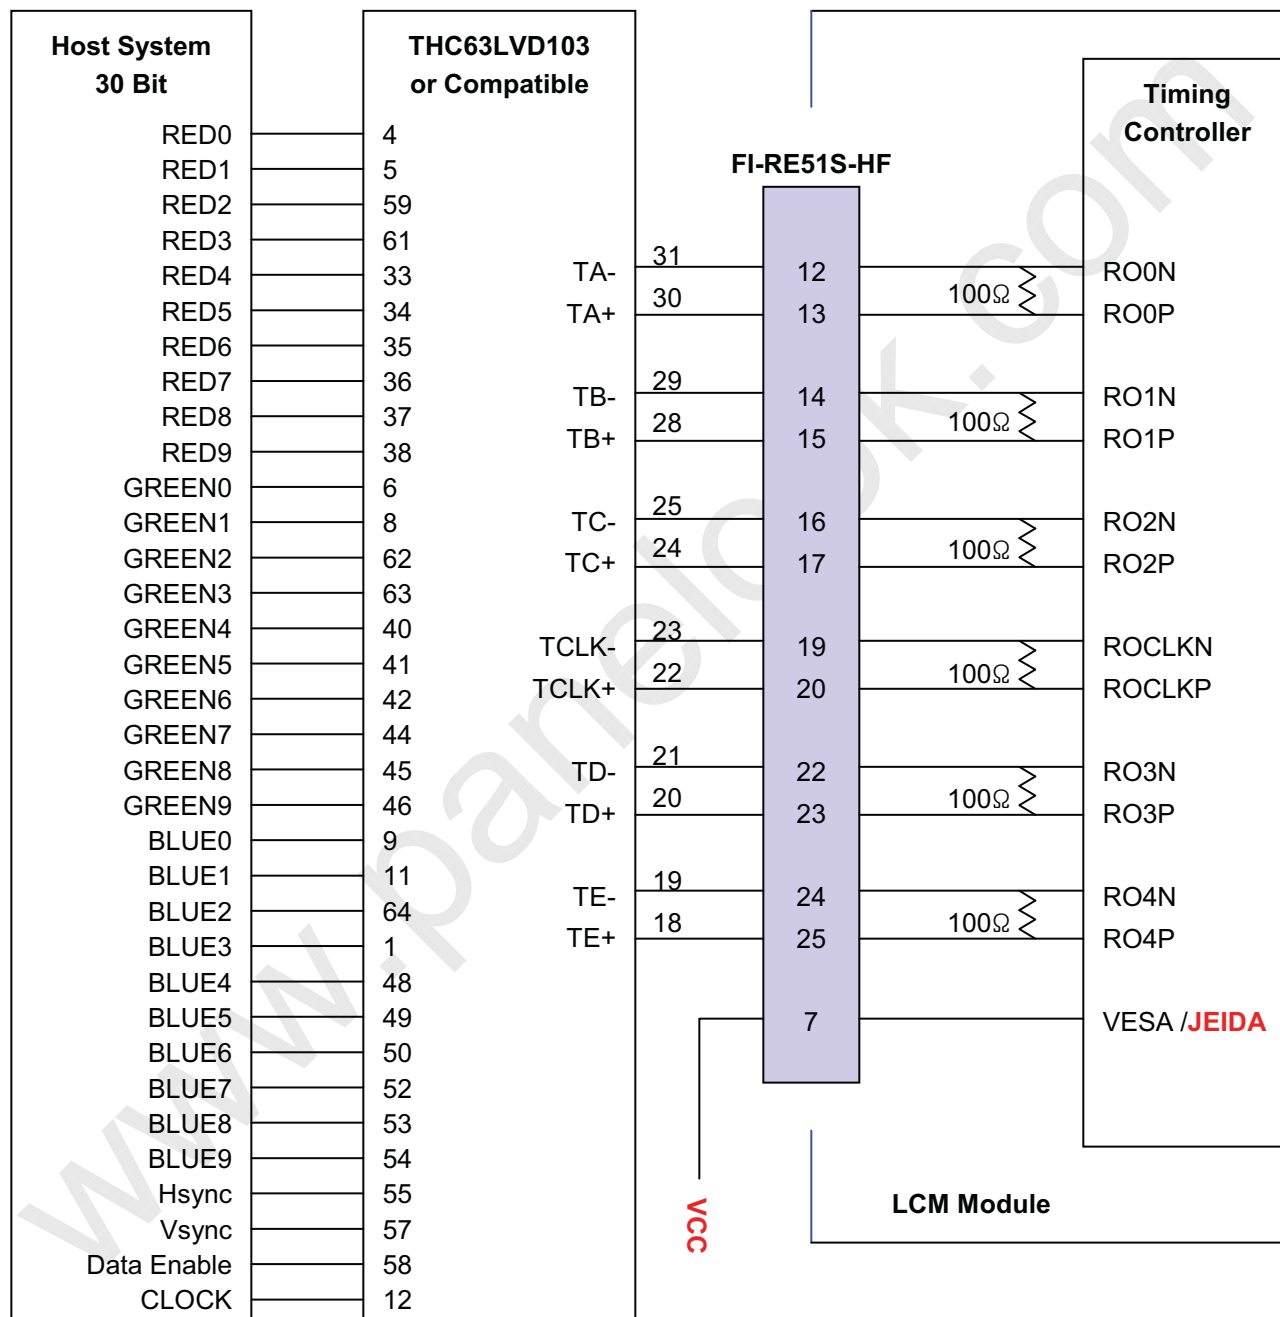 Host System
30 Bit
THC63LVD103
or Compatible
Timing
Controller
FI-RE51S-HF
RED0 4
RED1 5
RED2 59
RED3 61
RED4 33
RED5 34
RED6 35
RED7 36
RED8 37
RED9 38
GREEN0 6
GREEN1 8
GREEN2 62
GREEN3 63
GREEN4 40
GREEN5 41
GREEN6 42
GREEN7 44
GREEN8 45
GREEN9 46
BLUE0 9
BLUE1 11
BLUE2 64
BLUE3 1
BLUE4 48
BLUE5 49
BLUE6 50
BLUE7 52
BLUE8 53
BLUE9 54
Hsync 55
Vsync 57
Data Enable 58
CLOCK 12
TA- 31 12 RO0N
100Ω
TA+ 30 13 RO0P
TB- 29 14 RO1N
100Ω
TB+ 28 15 RO1P
TC- 25 16 RO2N
100Ω
TC+ 24 17 RO2P
TCLK- 23 19 ROCLKN
100Ω
TCLK+ 22 20 ROCLKP
TD- 21 22 RO3N
100Ω
TD+ 20 23 RO3P
TE- 19 24 RO4N
100Ω
TE+ 18 25 RO4P
7 VESA /JEIDA
VCC
LCM Module
www.panelook.com